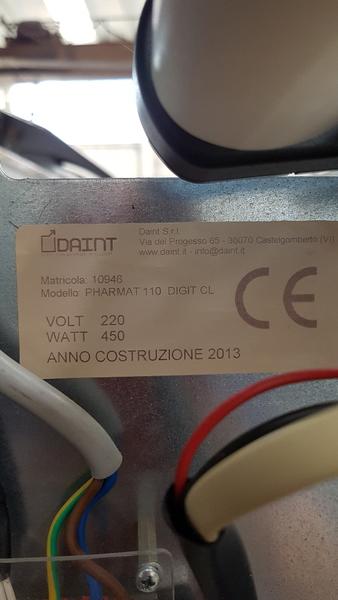 DAINT
Daint S.r.l.
Via del Progesso 65 - 36070 Castelgomberto (VI)
www.daint.it - info@daint.it
Matricola: 10946
Modello: PHARMAT 110 DIGIT CL
CE
VOLT 220
WATT 450
ANNO COSTRUZIONE 2013